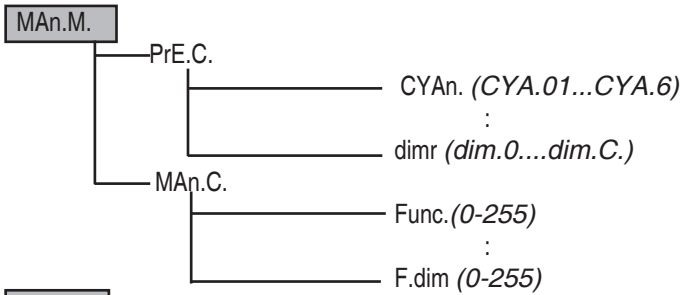 MAn.M.
PrE.C.
CYAn. (CYA.01...CYA.6)
:
dimr (dim.0....dim.C.)
MAn.C.
Func.(0-255)
:
F.dim (0-255)